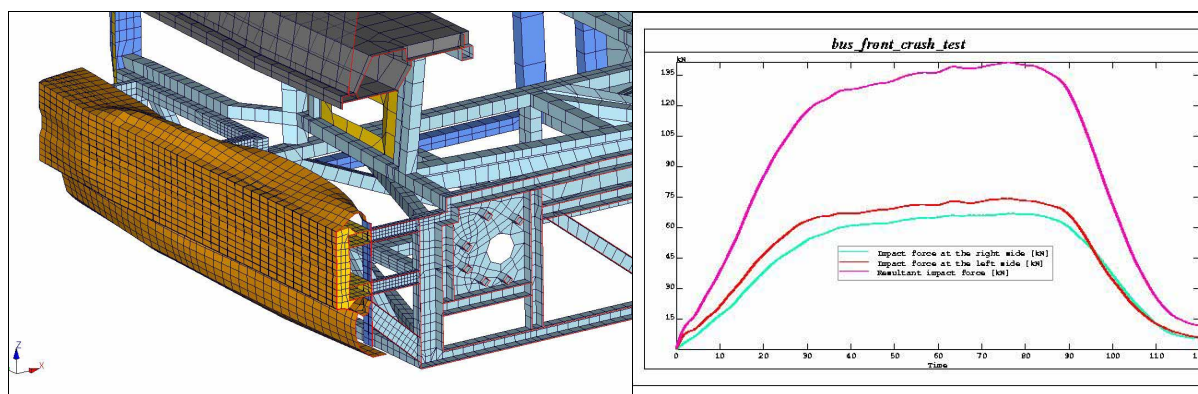 Z
X
bus_front_crash_test
kN
195
150
120
90
75
60
45
30
15
Impact force at the right side [kN]
Impact force at the left side [kN]
Resultant impact force [kN]
0 10 20 30 40 50 60 70 80 90 100 110
Time